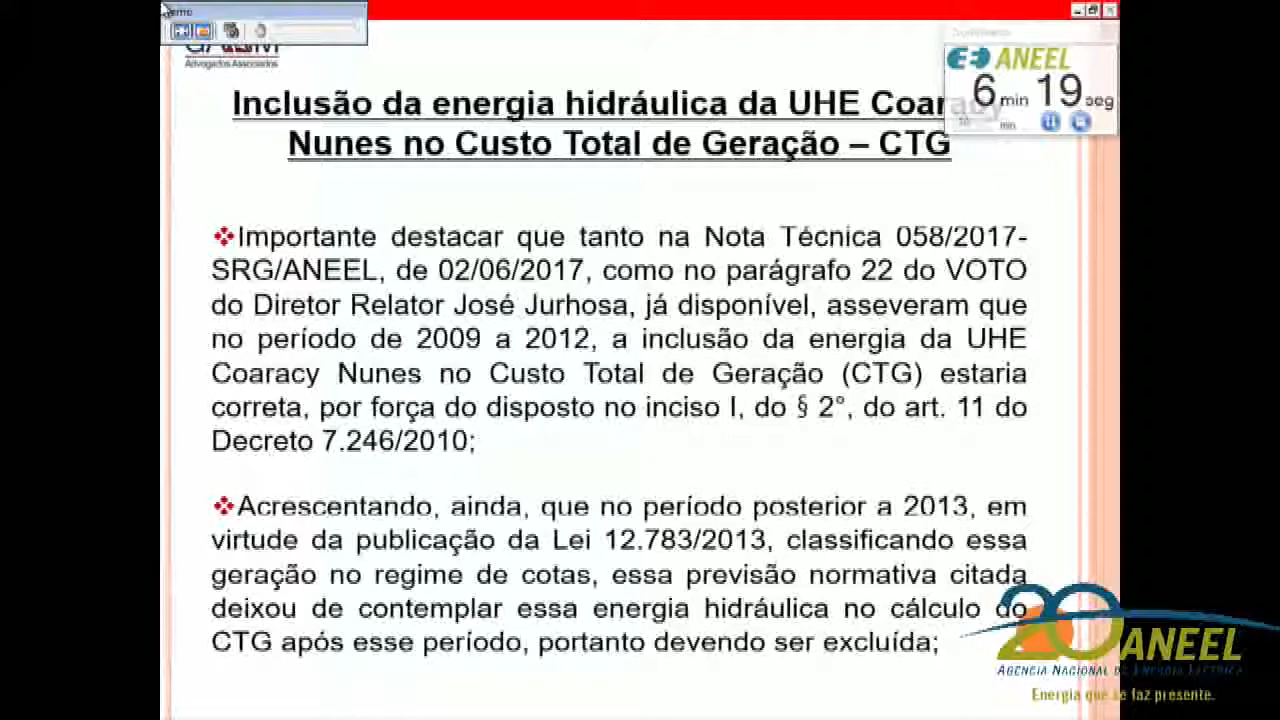 Advogados Associados
ANEEL
6 min 19 seg
10 min
Inclusão da energia hidráulica da UHE Coaracy
Nunes no Custo Total de Geração – CTG
Importante destacar que tanto na Nota Técnica 058/2017-
SRG/ANEEL, de 02/06/2017, como no parágrafo 22 do VOTO
do Diretor Relator José Jurhosa, já disponível, asseveram que
no período de 2009 a 2012, a inclusão da energia da UHE
Coaracy Nunes no Custo Total de Geração (CTG) estaria
correta, por força do disposto no inciso I, do § 2°, do art. 11 do
Decreto 7.246/2010;
Acrescentando, ainda, que no período posterior a 2013, em
virtude da publicação da Lei 12.783/2013, classificando essa
geração no regime de cotas, essa previsão normativa citada
deixou de contemplar essa energia hidráulica no cálculo do
CTG após esse período, portanto devendo ser excluída;
20 ANEEL
AGÊNCIA NACIONAL DE ENERGIA ELÉTRICA
Energia que se faz presente.